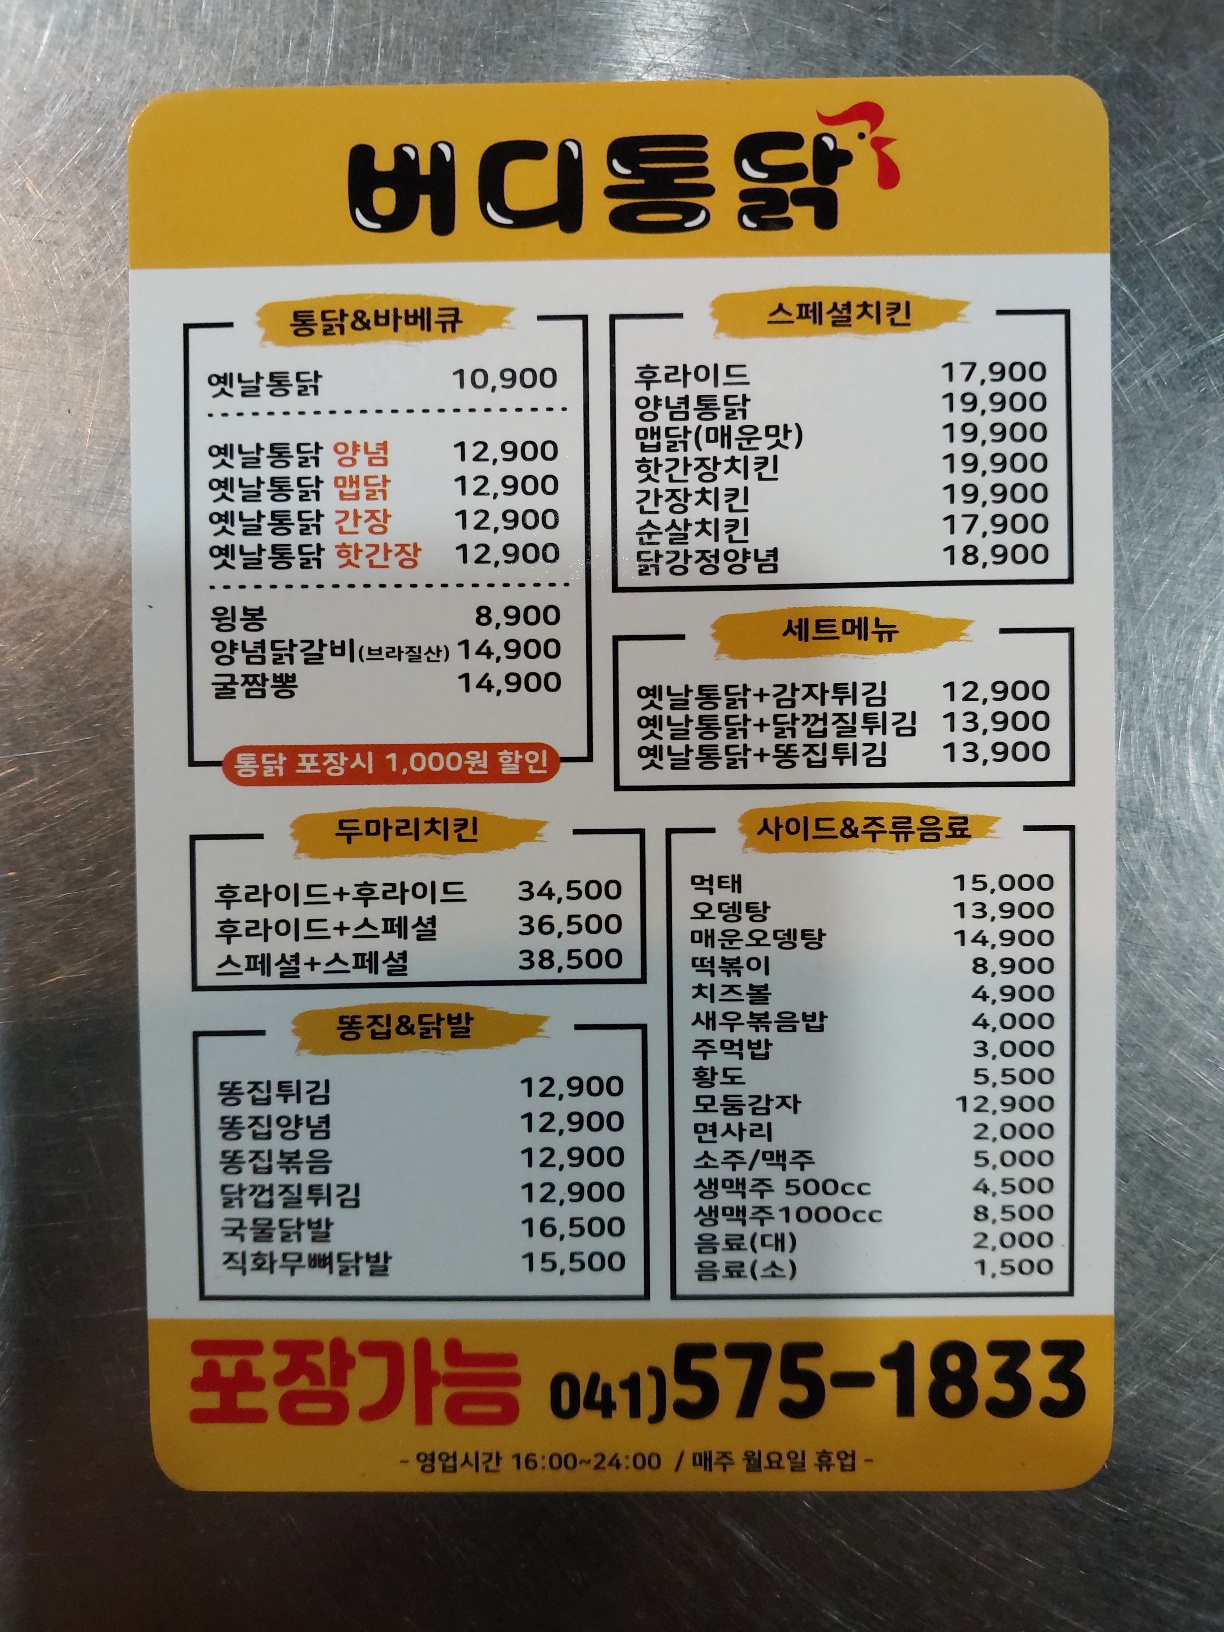 버디통닭
통닭&바베큐
옛날통닭 10,900
옛날통닭 양념 12,900
옛날통닭 맵닭 12,900
옛날통닭 간장 12,900
옛날통닭 핫간장 12,900
윙봉 8,900
양념닭갈비(브라질산) 14,900
굴짬뽕 14,900
통닭 포장시 1,000원 할인
스페셜치킨
후라이드 17,900
양념통닭 19,900
맵닭(매운맛) 19,900
핫간장치킨 19,900
간장치킨 19,900
순살치킨 17,900
닭강정양념 18,900
세트메뉴
옛날통닭+감자튀김 12,900
옛날통닭+닭껍질튀김 13,900
옛날통닭+똥집튀김 13,900
두마리치킨
후라이드+후라이드 34,500
후라이드+스페셜 36,500
스페셜+스페셜 38,500
똥집&닭발
똥집튀김 12,900
똥집양념 12,900
똥집볶음 12,900
닭껍질튀김 12,900
국물닭발 16,500
직화무뼈닭발 15,500
사이드&주류음료
먹태 15,000
오뎅탕 13,900
매운오뎅탕 14,900
떡볶이 8,900
치즈볼 4,900
새우볶음밥 4,000
주먹밥 3,000
황도 5,500
모둠감자 12,900
면사리 2,000
소주/맥주 5,000
생맥주 500cc 4,500
생맥주1000cc 8,500
음료(대) 2,000
음료(소) 1,500
포장가능 041)575-1833
- 영업시간 16:00~24:00 / 매주 월요일 휴업 -